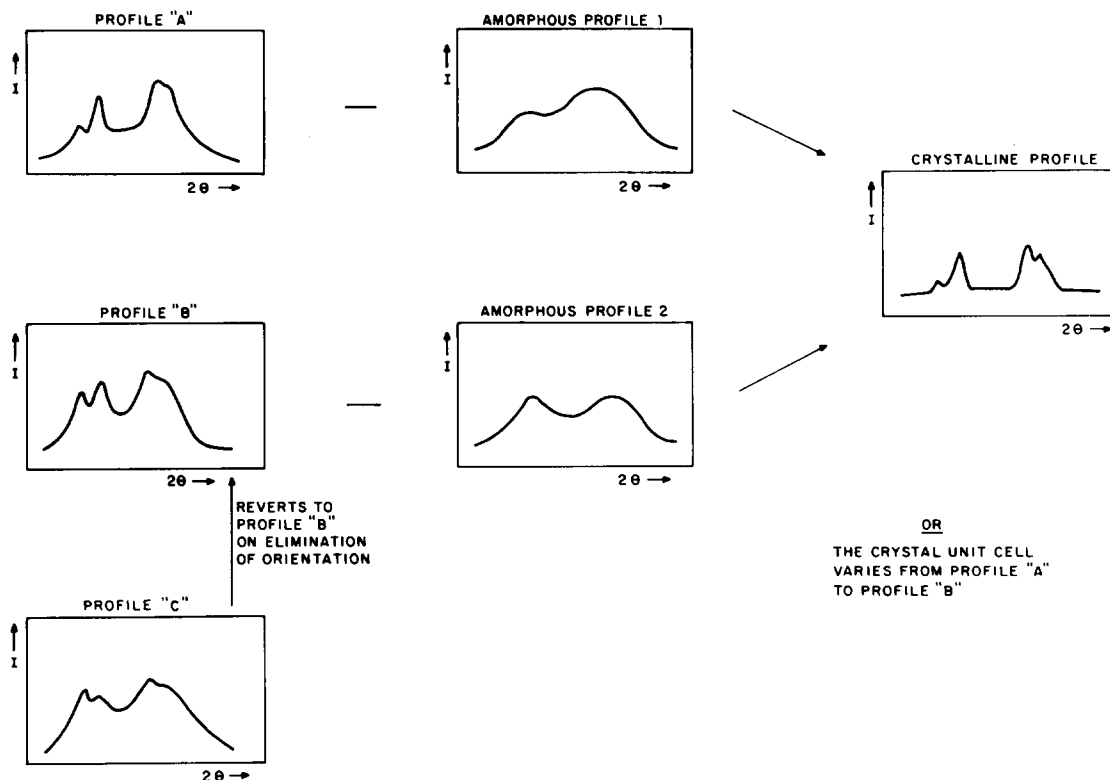 PROFILE "A"
I
2θ
AMORPHOUS PROFILE 1
I
2θ
CRYSTALLINE PROFILE
I
2θ
PROFILE "B"
I
2θ
AMORPHOUS PROFILE 2
I
2θ
REVERTS TO
PROFILE "B"
ON ELIMINATION
OF ORIENTATION
OR
THE CRYSTAL UNIT CELL
VARIES FROM PROFILE "A"
TO PROFILE "B"
PROFILE "C"
I
2θ